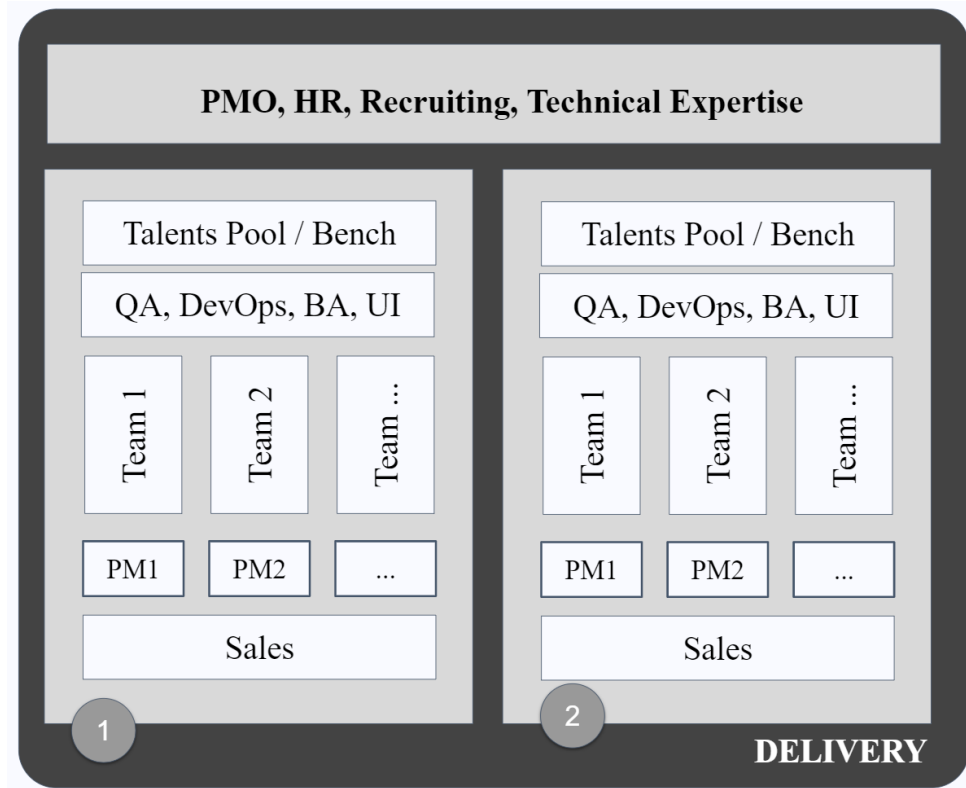 PMO, HR, Recruiting, Technical Expertise
Talents Pool / Bench
QA, DevOps, BA, UI
Team 1
Team 2
Team ...
PM1
PM2
...
Sales
1
Talents Pool / Bench
QA, DevOps, BA, UI
Team 1
Team 2
Team ...
PM1
PM2
...
Sales
2
DELIVERY